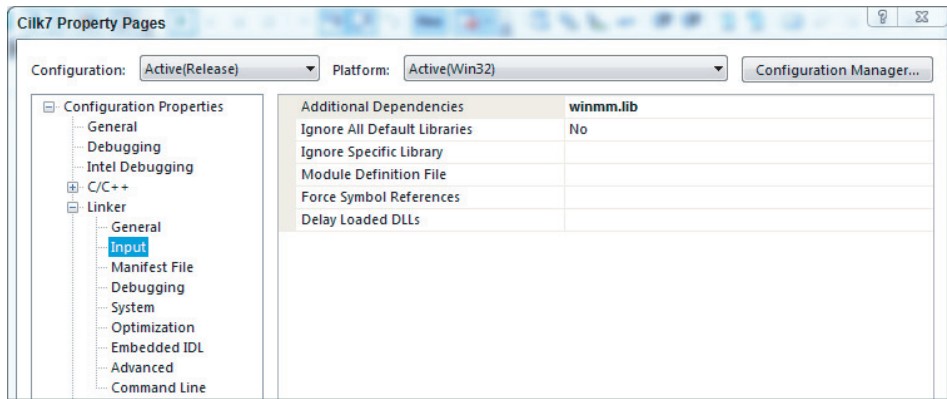 Cilk7 Property Pages
Configuration: Active(Release) Platform: Active(Win32) Configuration Manager...
Configuration Properties
General
Debugging
Intel Debugging
C/C++
Linker
General
Input
Manifest File
Debugging
System
Optimization
Embedded IDL
Advanced
Command Line
Additional Dependencies winmm.lib
Ignore All Default Libraries No
Ignore Specific Library
Module Definition File
Force Symbol References
Delay Loaded DLLs